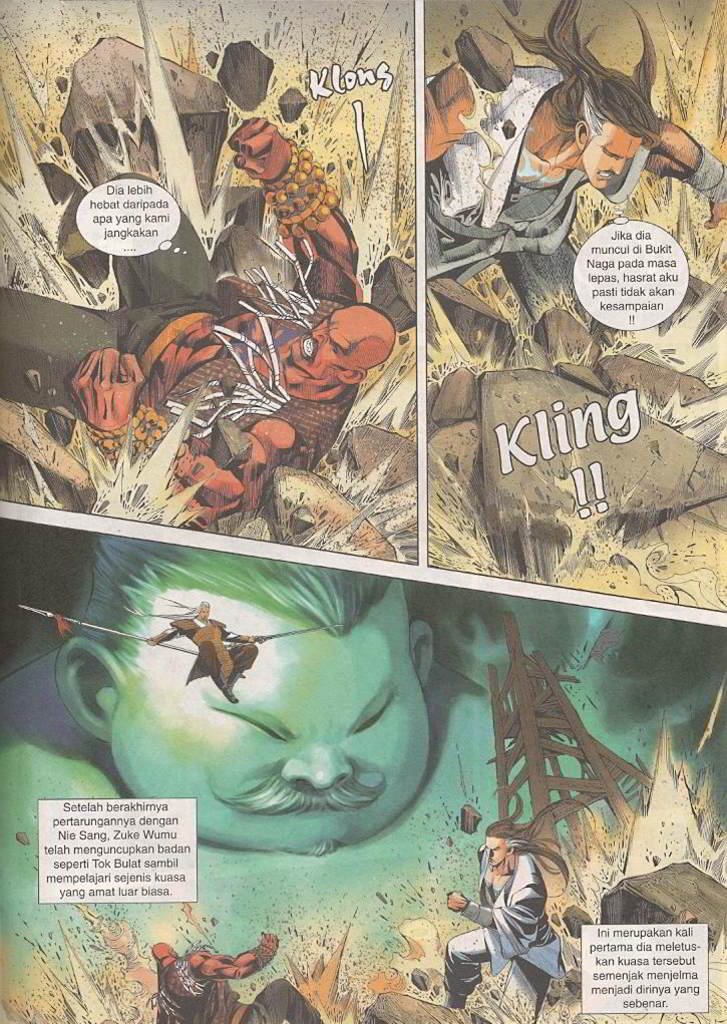 Klong
!
Dia lebih
hebat daripada
apa yang kami
jangkakan
....
Jika dia
muncul di Bukit
Naga pada masa
lepas, hasrat aku
pasti tidak akan
kesampaian
!!
Kling
!!
Setelah berakhirnya
pertarungannya dengan
Nie Sang, Zuke Wumu
telah menguncupkan badan
seperti Tok Bulat sambil
mempelajari sejenis kuasa
yang amat luar biasa.
Ini merupakan kali
pertama dia meletus-
kan kuasa tersebut
semenjak menjelma
menjadi dirinya yang
sebenar.